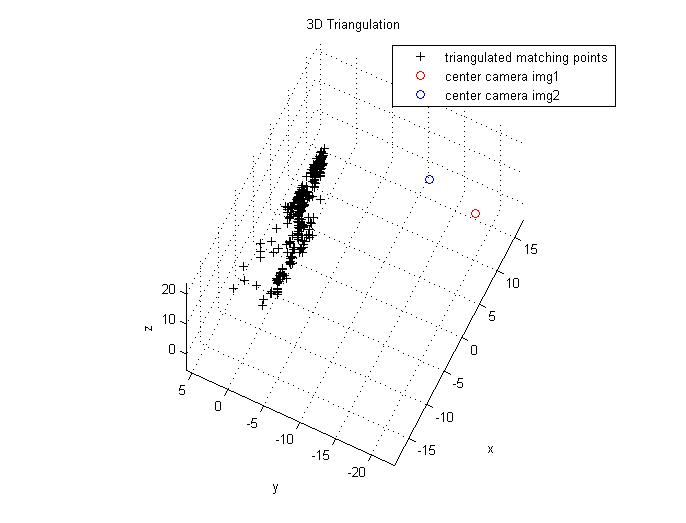 3D Triangulation
triangulated matching points
center camera img1
center camera img2
15
10
5
0
-5
-10
-15
x
20
10
0
z
5
0
-5
-10
-15
-20
y